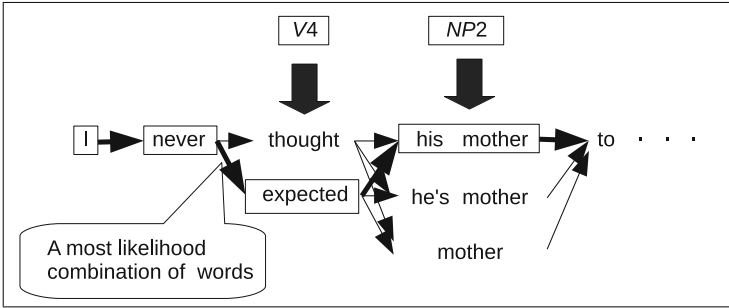 V4 NP2
I never thought his mother to . . .
expected he's mother
mother
A most likelihood
combination of words